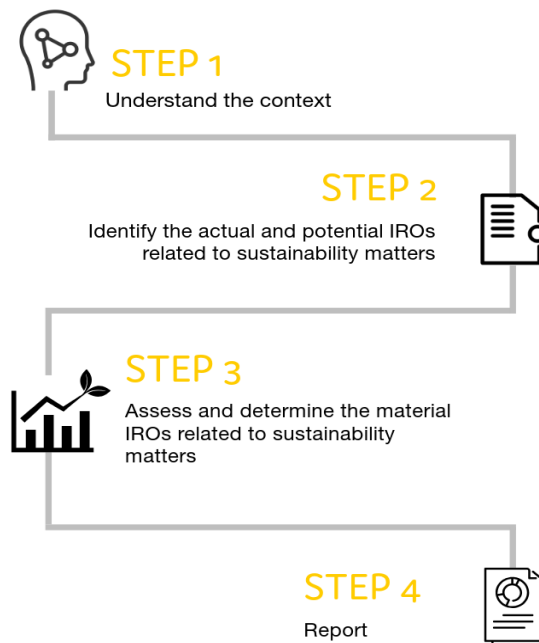 STEP 1
Understand the context
STEP 2
Identify the actual and potential IROs
related to sustainability matters
STEP 3
Assess and determine the material
IROs related to sustainability
matters
STEP 4
Report